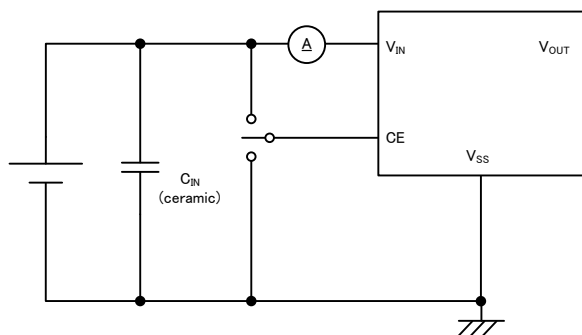 A
V_IN
V_OUT
CE
V_SS
C_IN
(ceramic)